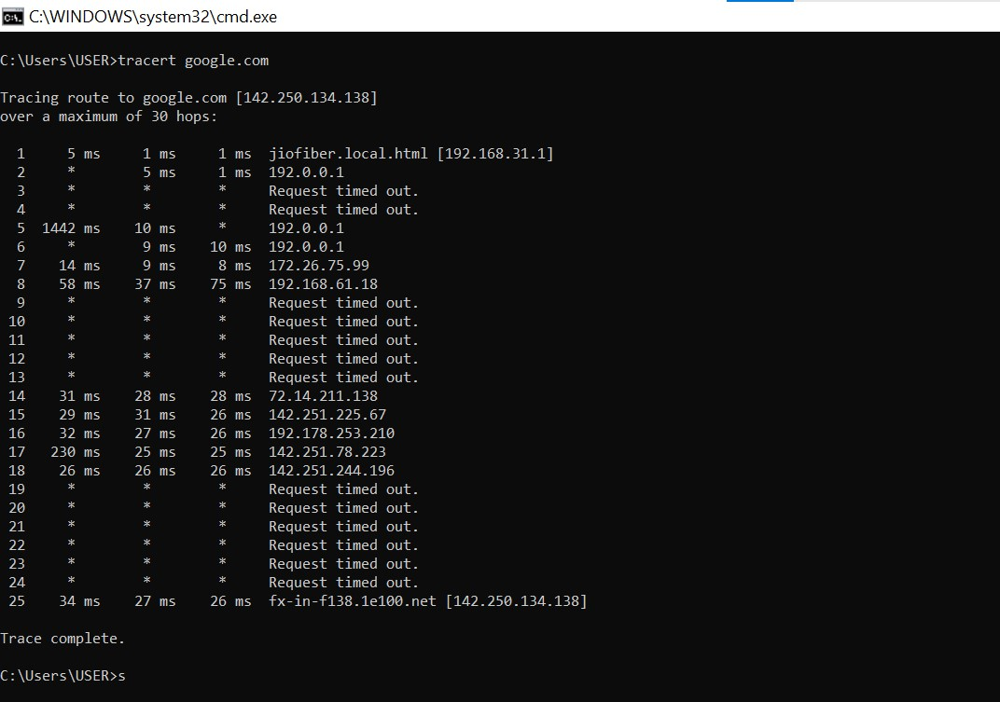 C:\WINDOWS\system32\cmd.exe
C:\Users\USER>tracert google.com
Tracing route to google.com [142.250.134.138]
over a maximum of 30 hops:
1 5 ms 1 ms 1 ms jiofiber.local.html [192.168.31.1]
2 * 5 ms 1 ms 192.0.0.1
3 * * * Request timed out.
4 * * * Request timed out.
5 1442 ms 10 ms * 192.0.0.1
6 * 9 ms 10 ms 192.0.0.1
7 14 ms 9 ms 8 ms 172.26.75.99
8 58 ms 37 ms 75 ms 192.168.61.18
9 * * * Request timed out.
10 * * * Request timed out.
11 * * * Request timed out.
12 * * * Request timed out.
13 * * * Request timed out.
14 31 ms 28 ms 28 ms 72.14.211.138
15 29 ms 31 ms 26 ms 142.251.225.67
16 32 ms 27 ms 26 ms 192.178.253.210
17 230 ms 25 ms 25 ms 142.251.78.223
18 26 ms 26 ms 26 ms 142.251.244.196
19 * * * Request timed out.
20 * * * Request timed out.
21 * * * Request timed out.
22 * * * Request timed out.
23 * * * Request timed out.
24 * * * Request timed out.
25 34 ms 27 ms 26 ms fx-in-f138.1e100.net [142.250.134.138]
Trace complete.
C:\Users\USER>s